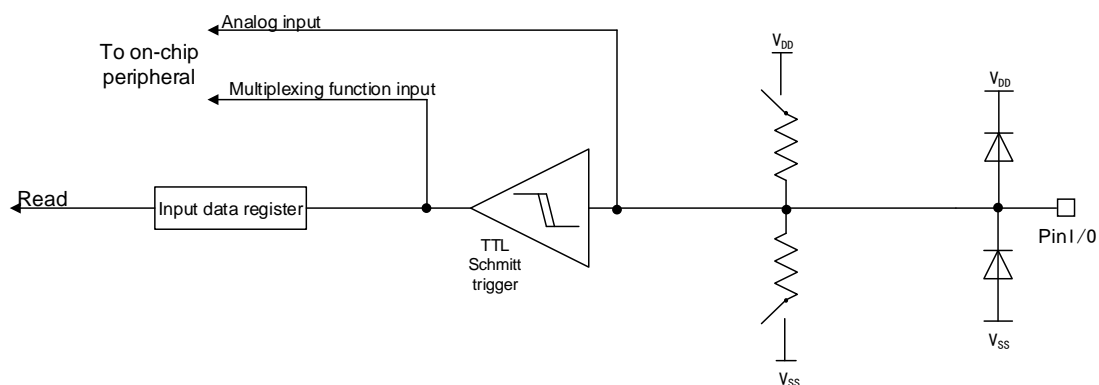 Analog input
To on-chip
peripheral
Multiplexing function input
Read
Input data register
TTL
Schmitt
trigger
VDD
VSS
VDD
VSS
PinI/0